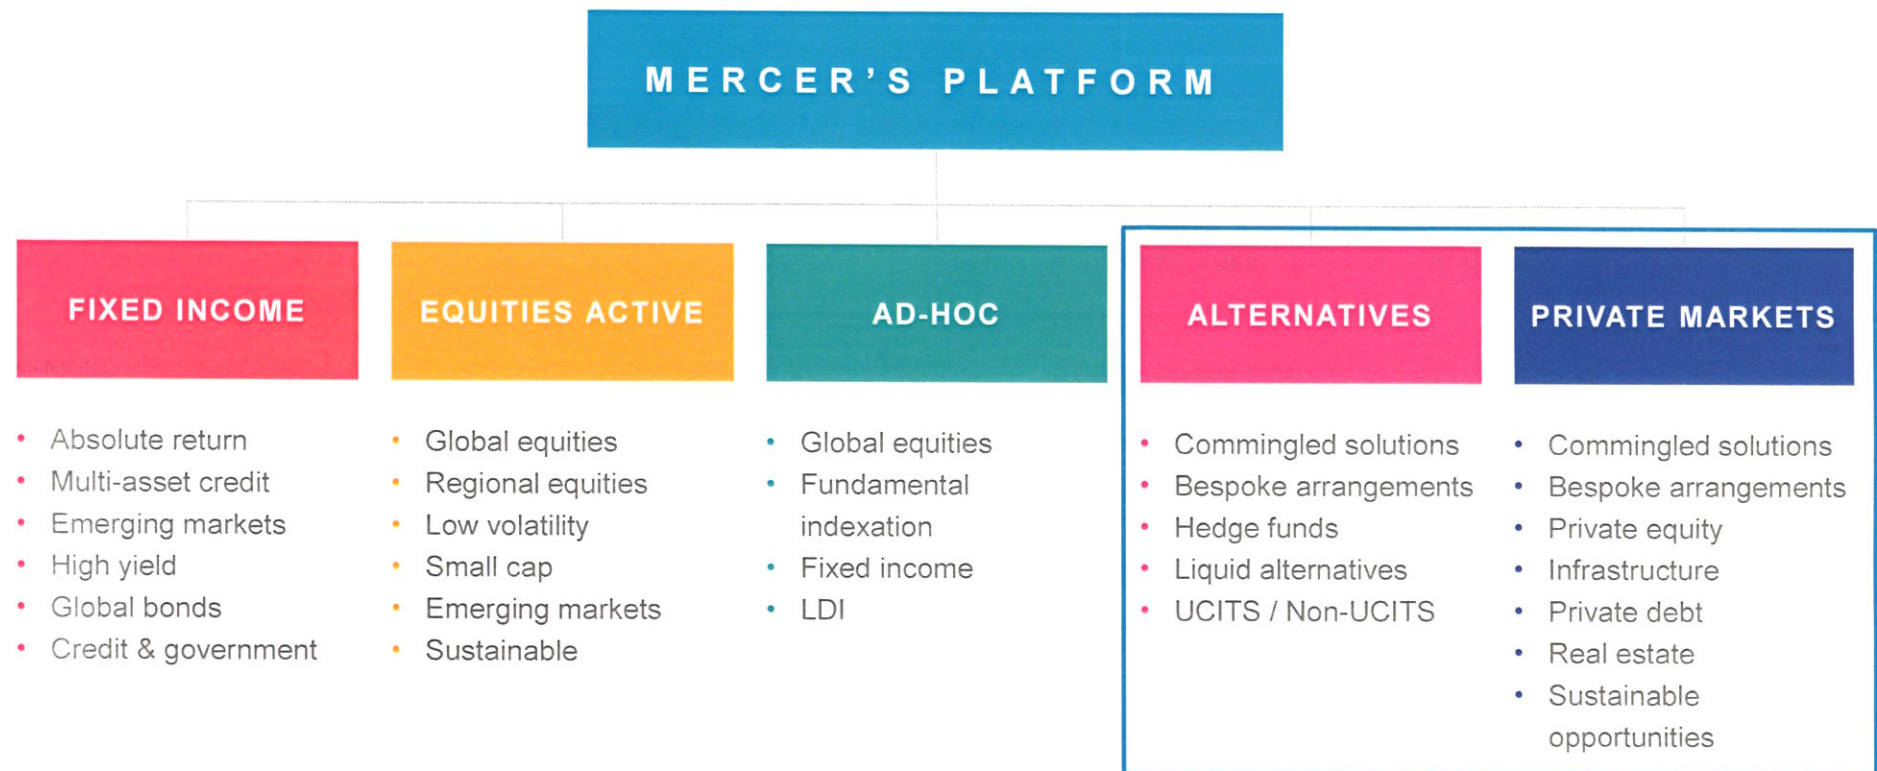 MERCER'S PLATFORM
FIXED INCOME
• Absolute return
• Multi-asset credit
• Emerging markets
• High yield
• Global bonds
• Credit & government
EQUITIES ACTIVE
• Global equities
• Regional equities
• Low volatility
• Small cap
• Emerging markets
• Sustainable
AD-HOC
• Global equities
• Fundamental
indexation
• Fixed income
• LDI
ALTERNATIVES
• Commingled solutions
• Bespoke arrangements
• Hedge funds
• Liquid alternatives
• UCITS / Non-UCITS
PRIVATE MARKETS
• Commingled solutions
• Bespoke arrangements
• Private equity
• Infrastructure
• Private debt
• Real estate
• Sustainable
opportunities